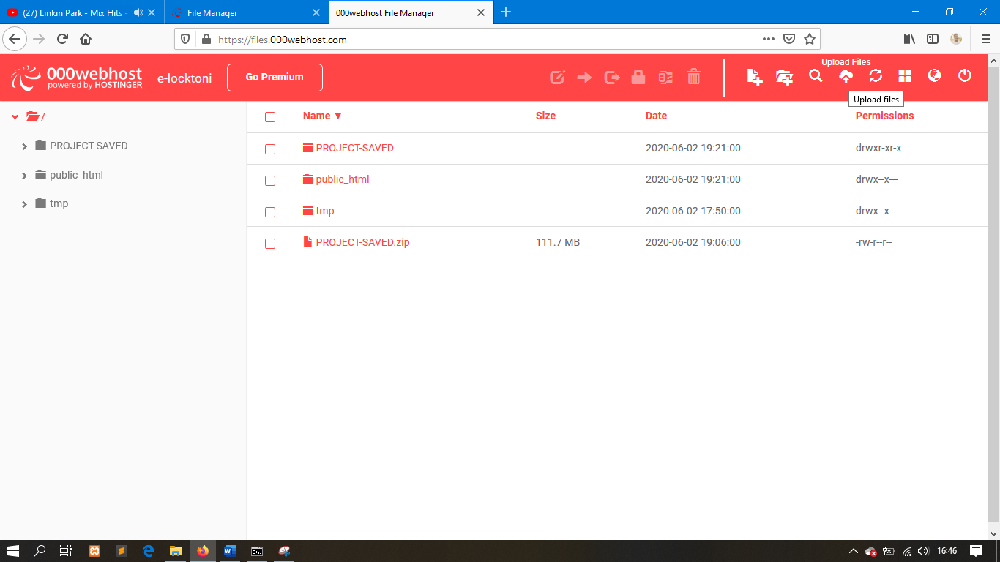 (27) Linkin Park - Mix Hits -
File Manager
000webhost File Manager
https://files.000webhost.com
000webhost
powered by HOSTINGER
e-locktoni
Go Premium
Upload Files
Upload files
/
PROJECT-SAVED
public_html
tmp
Name ▼ Size Date Permissions
PROJECT-SAVED 2020-06-02 19:21:00 drwxr-xr-x
public_html 2020-06-02 19:21:00 drwx--x---
tmp 2020-06-02 17:50:00 drwx--x---
PROJECT-SAVED.zip 111.7 MB 2020-06-02 19:06:00 -rw-r--r--
16:46